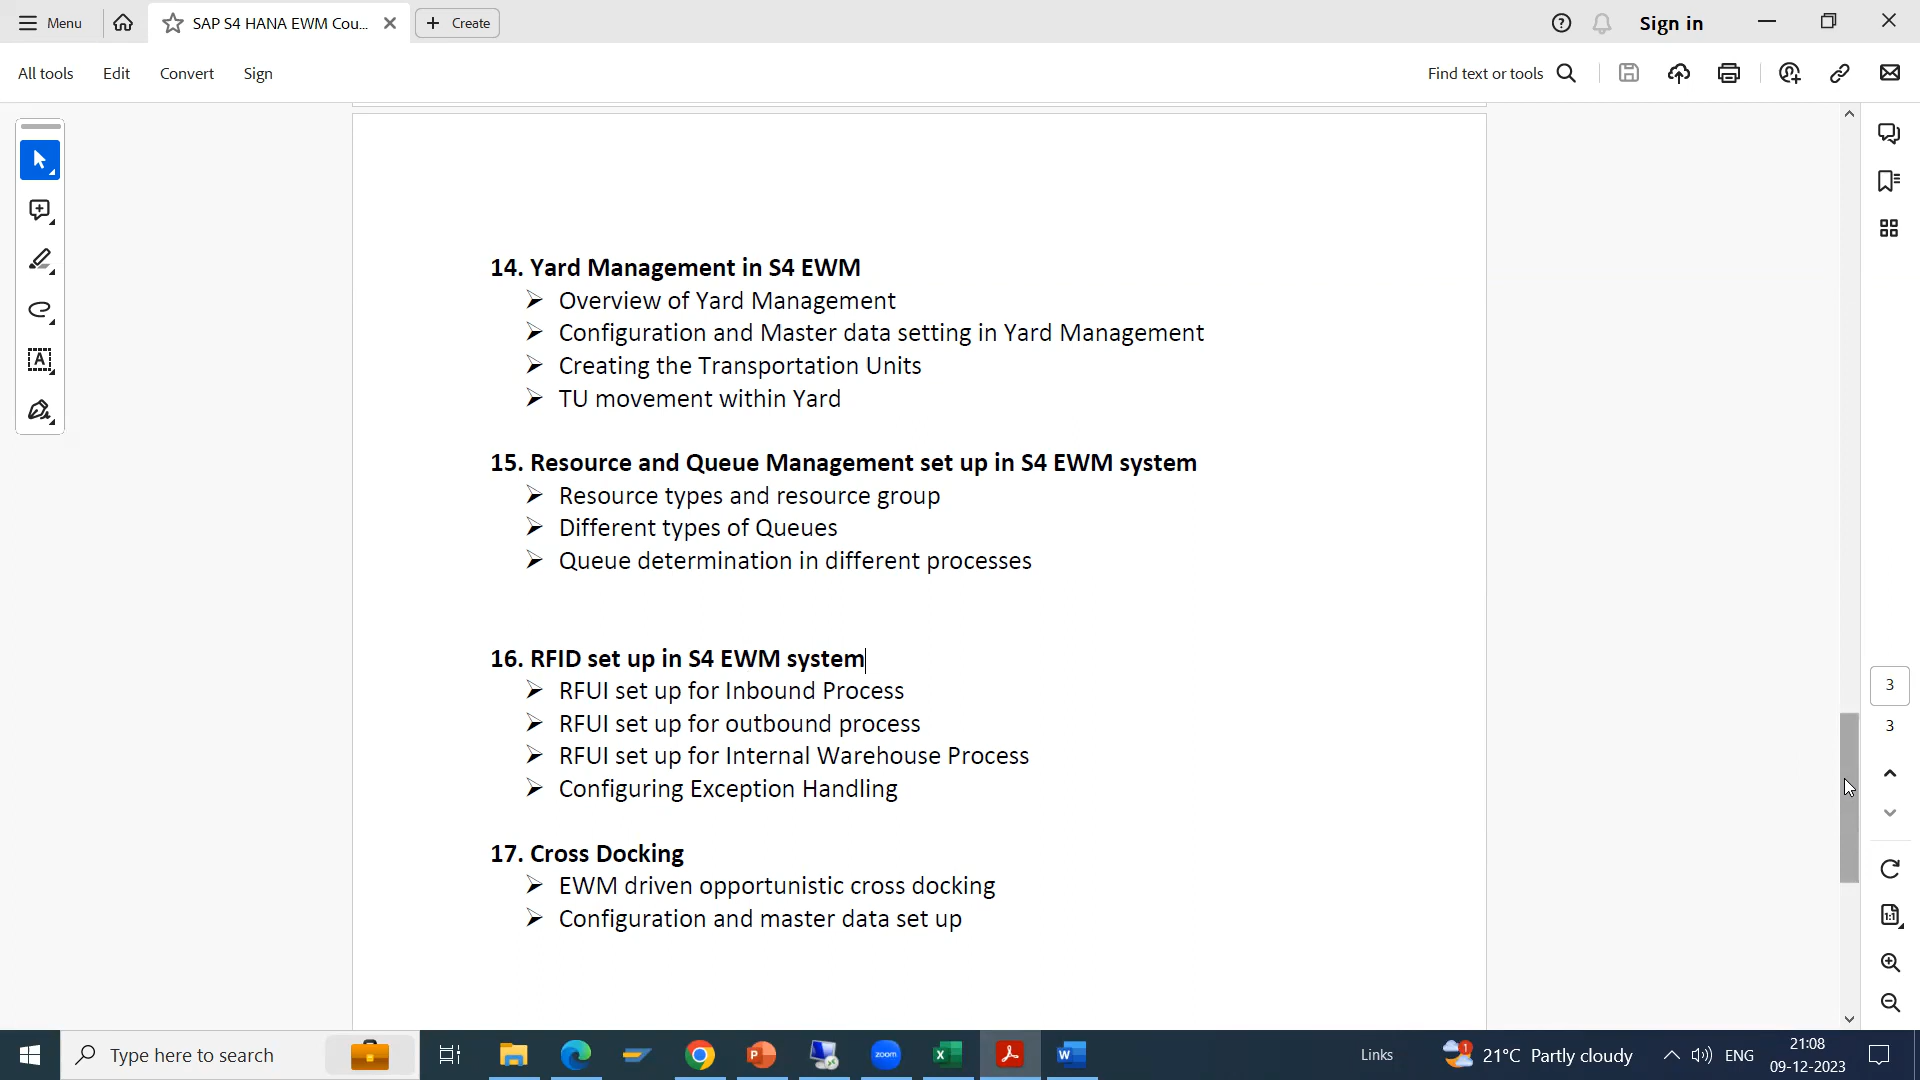 Menu
SAP S4 HANA EWM Cou...
Create
Sign in
All tools
Edit
Convert
Sign
Find text or tools
14. Yard Management in S4 EWM
Overview of Yard Management
Configuration and Master data setting in Yard Management
Creating the Transportation Units
TU movement within Yard
15. Resource and Queue Management set up in S4 EWM system
Resource types and resource group
Different types of Queues
Queue determination in different processes
16. RFID set up in S4 EWM system
RFUI set up for Inbound Process
RFUI set up for outbound process
RFUI set up for Internal Warehouse Process
Configuring Exception Handling
17. Cross Docking
EWM driven opportunistic cross docking
Configuration and master data set up
3
3
1:1
Type here to search
zoom
Links
1
21°C Partly cloudy
ENG
21:08
09-12-2023